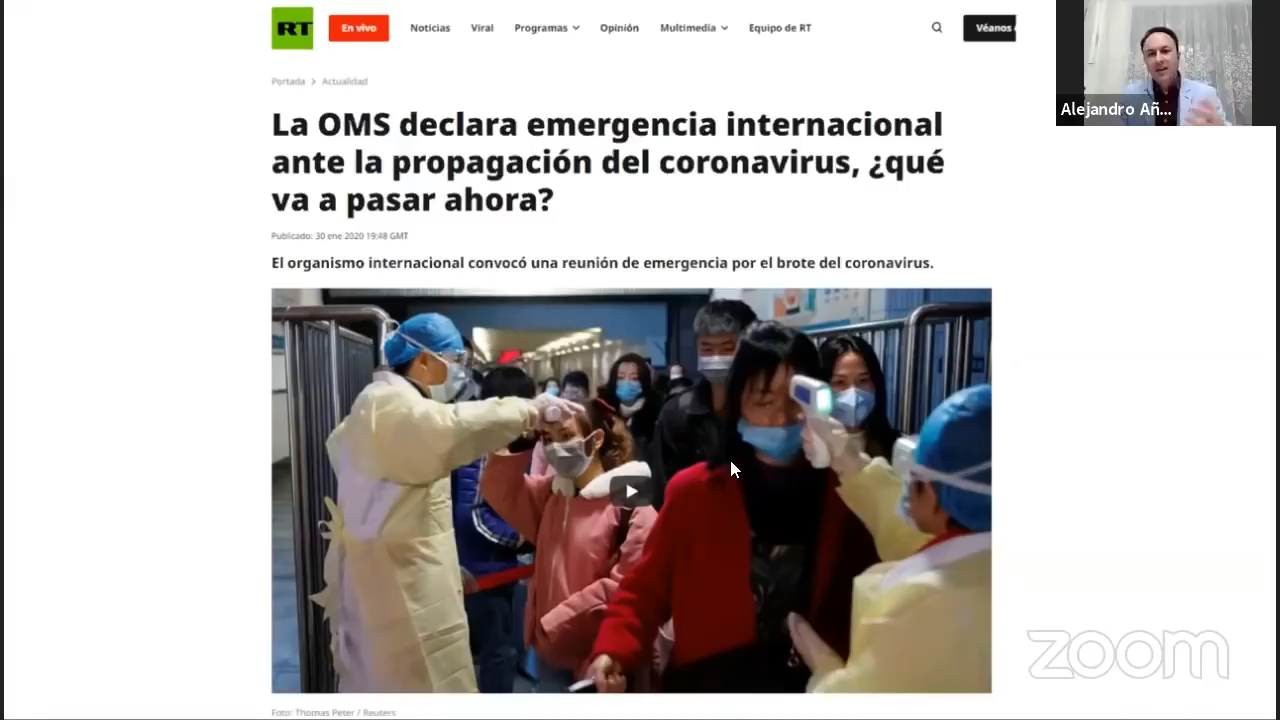 RT
En vivo
Noticias
Viral
Programas
Opinión
Multimedia
Equipo de RT
Véanos
Alejandro Añ...
Portada > Actualidad
La OMS declara emergencia internacional
ante la propagación del coronavirus, ¿qué
va a pasar ahora?
Publicado: 30 ene 2020 19:48 GMT
El organismo internacional convocó una reunión de emergencia por el brote del coronavirus.
zoom
Foto: Thomas Peter / Reuters